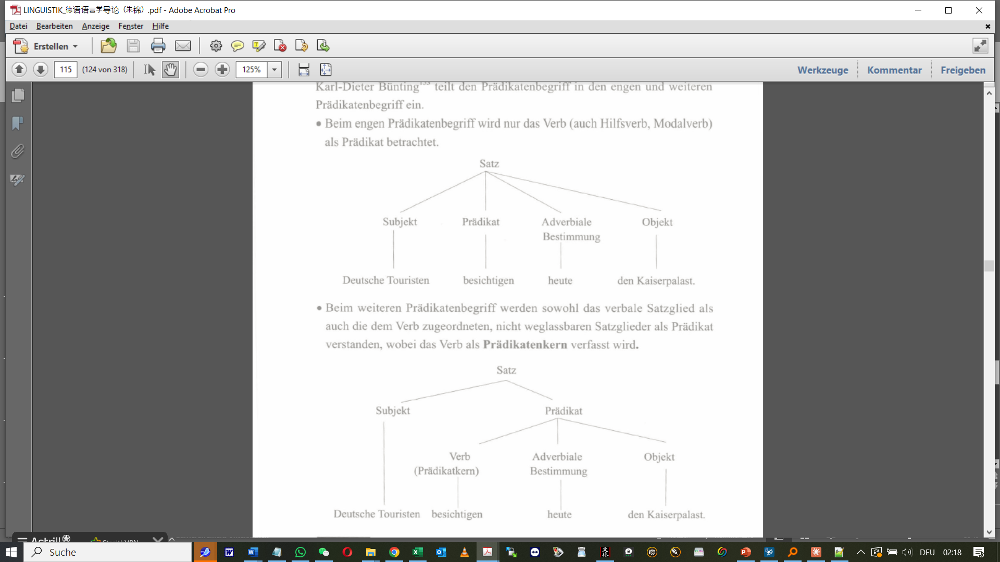 LINGUISTIK_德语语言学导论（朱锦）.pdf - Adobe Acrobat Pro
Datei Bearbeiten Anzeige Fenster Hilfe
Erstellen
115 (124 von 318) 125% Werkzeuge Kommentar Freigeben
Karl-Dieter Bünting¹⁵⁵ teilt den Prädikatenbegriff in den engen und weiteren
Prädikatenbegriff ein.
• Beim engen Prädikatenbegriff wird nur das Verb (auch Hilfsverb, Modalverb)
als Prädikat betrachtet.
Satz
Subjekt Prädikat Adverbiale Objekt
Bestimmung
Deutsche Touristen besichtigen heute den Kaiserpalast.
• Beim weiteren Prädikatenbegriff werden sowohl das verbale Satzglied als
auch die dem Verb zugeordneten, nicht weglassbaren Satzglieder als Prädikat
verstanden, wobei das Verb als Prädikatenkern verfasst wird.
Satz
Subjekt Prädikat
Verb Adverbiale Objekt
(Prädikatkern) Bestimmung
Deutsche Touristen besichtigen heute den Kaiserpalast.
Astrill StealthVPN
Suche DEU 02:18